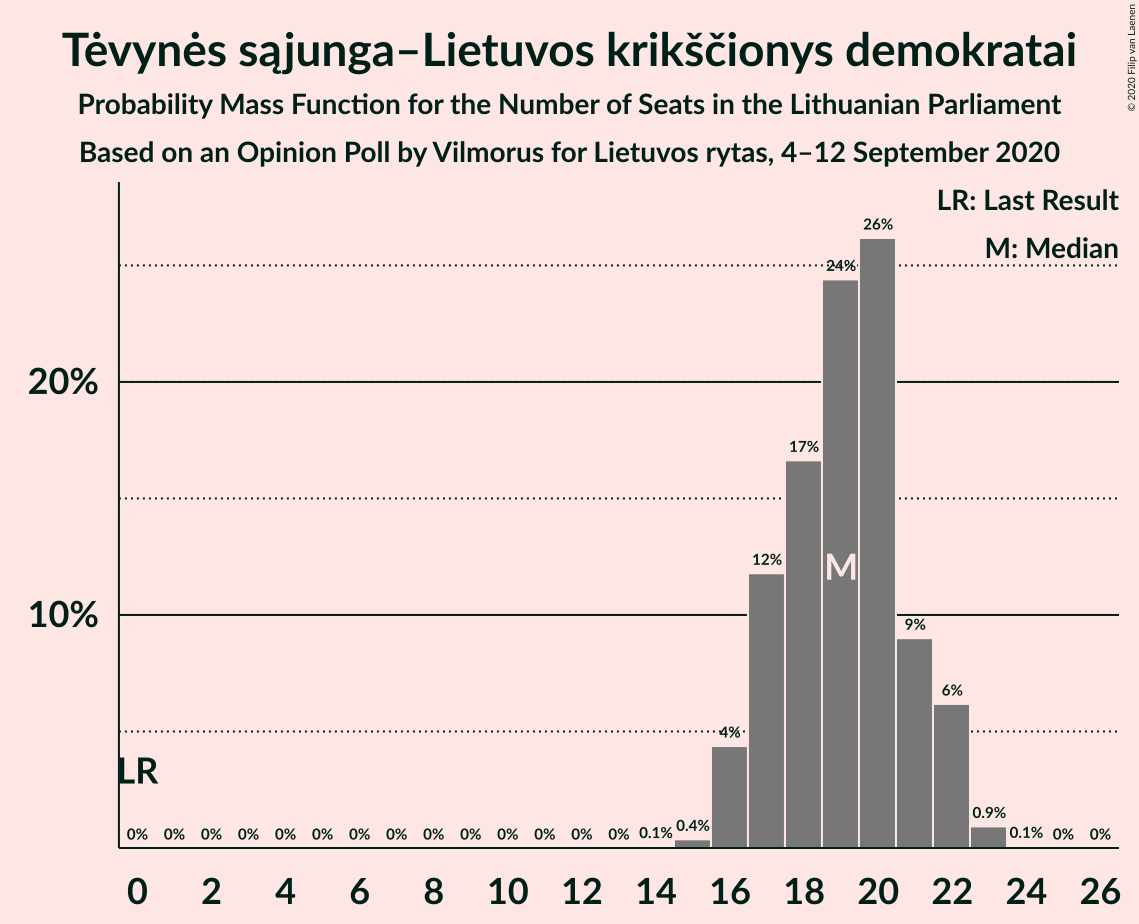 Tėvynės sąjunga–Lietuvos krikščionys demokratai
Probability Mass Function for the Number of Seats in the Lithuanian Parliament
Based on an Opinion Poll by Vilmorus for Lietuvos rytas, 4–12 September 2020
© 2020 Filip van Laenen
LR: Last Result
M: Median
26%
24%
20%
17%
12%
M
10%
9%
6%
4%
LR
0% 0% 0% 0% 0% 0% 0% 0% 0% 0% 0% 0% 0% 0% 0.1% 0.4% 0.9% 0.1% 0% 0%
0 2 4 6 8 10 12 14 16 18 20 22 24 26